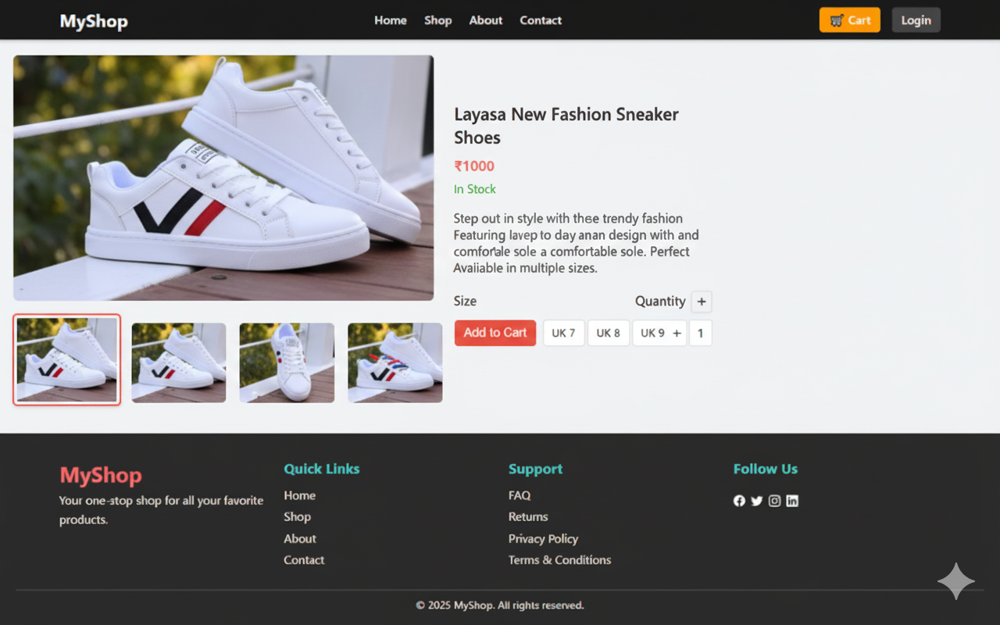 MyShop
Home Shop About Contact
Cart Login
Layasa New Fashion Sneaker
Shoes
₹1000
In Stock
Step out in style with these trendy fashion
Featuring lavep to day anan design with and
comforale sole a comfortable sole. Perfect
Avaliable in multiple sizes.
Size Quantity +
Add to Cart UK 7 UK 8 UK 9 + 1
MyShop
Your one-stop shop for all your favorite
products.
Quick Links
Home
Shop
About
Contact
Support
FAQ
Returns
Privacy Policy
Terms & Conditions
Follow Us
© 2025 MyShop. All rights reserved.